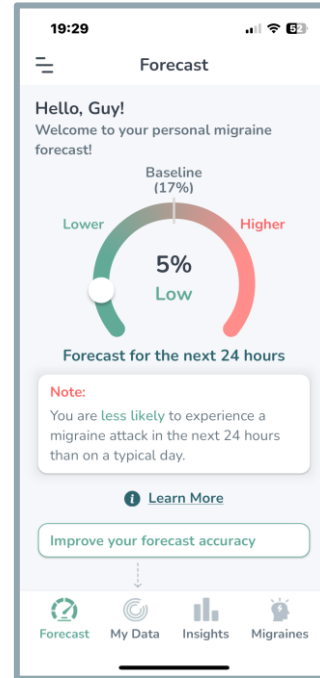 19:29
52
Forecast
Hello, Guy!
Welcome to your personal migraine
forecast!
Baseline
(17%)
Lower
Higher
5%
Low
Forecast for the next 24 hours
Note:
You are less likely to experience a
migraine attack in the next 24 hours
than on a typical day.
Learn More
Improve your forecast accuracy
Forecast
My Data
Insights
Migraines